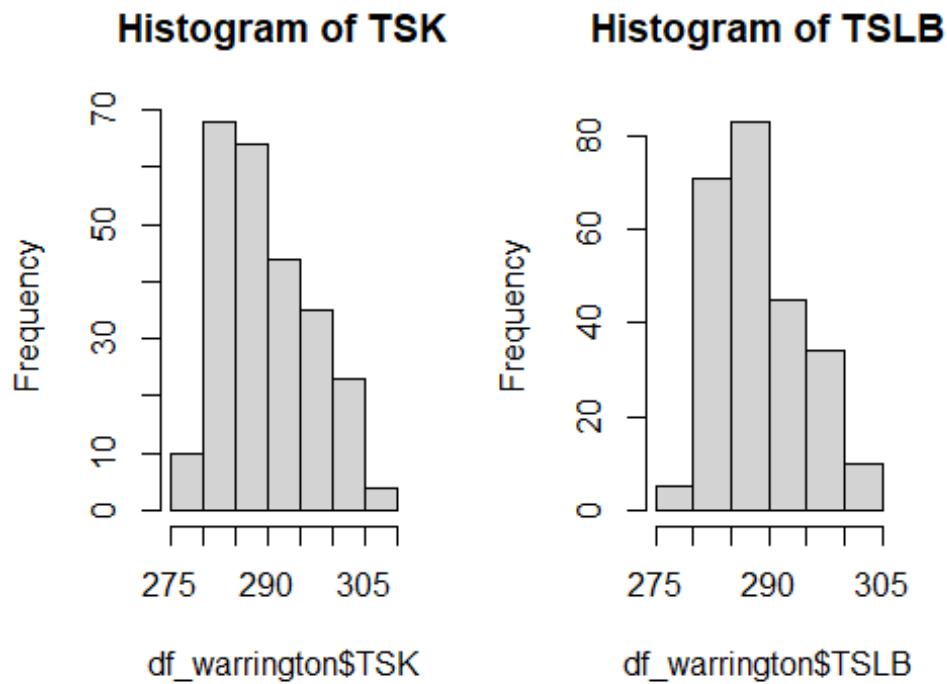 Histogram of TSK
Frequency
0 10 30 50 70
275 290 305
df_warrington$TSK
Histogram of TSLB
Frequency
0 20 40 60 80
275 290 305
df_warrington$TSLB